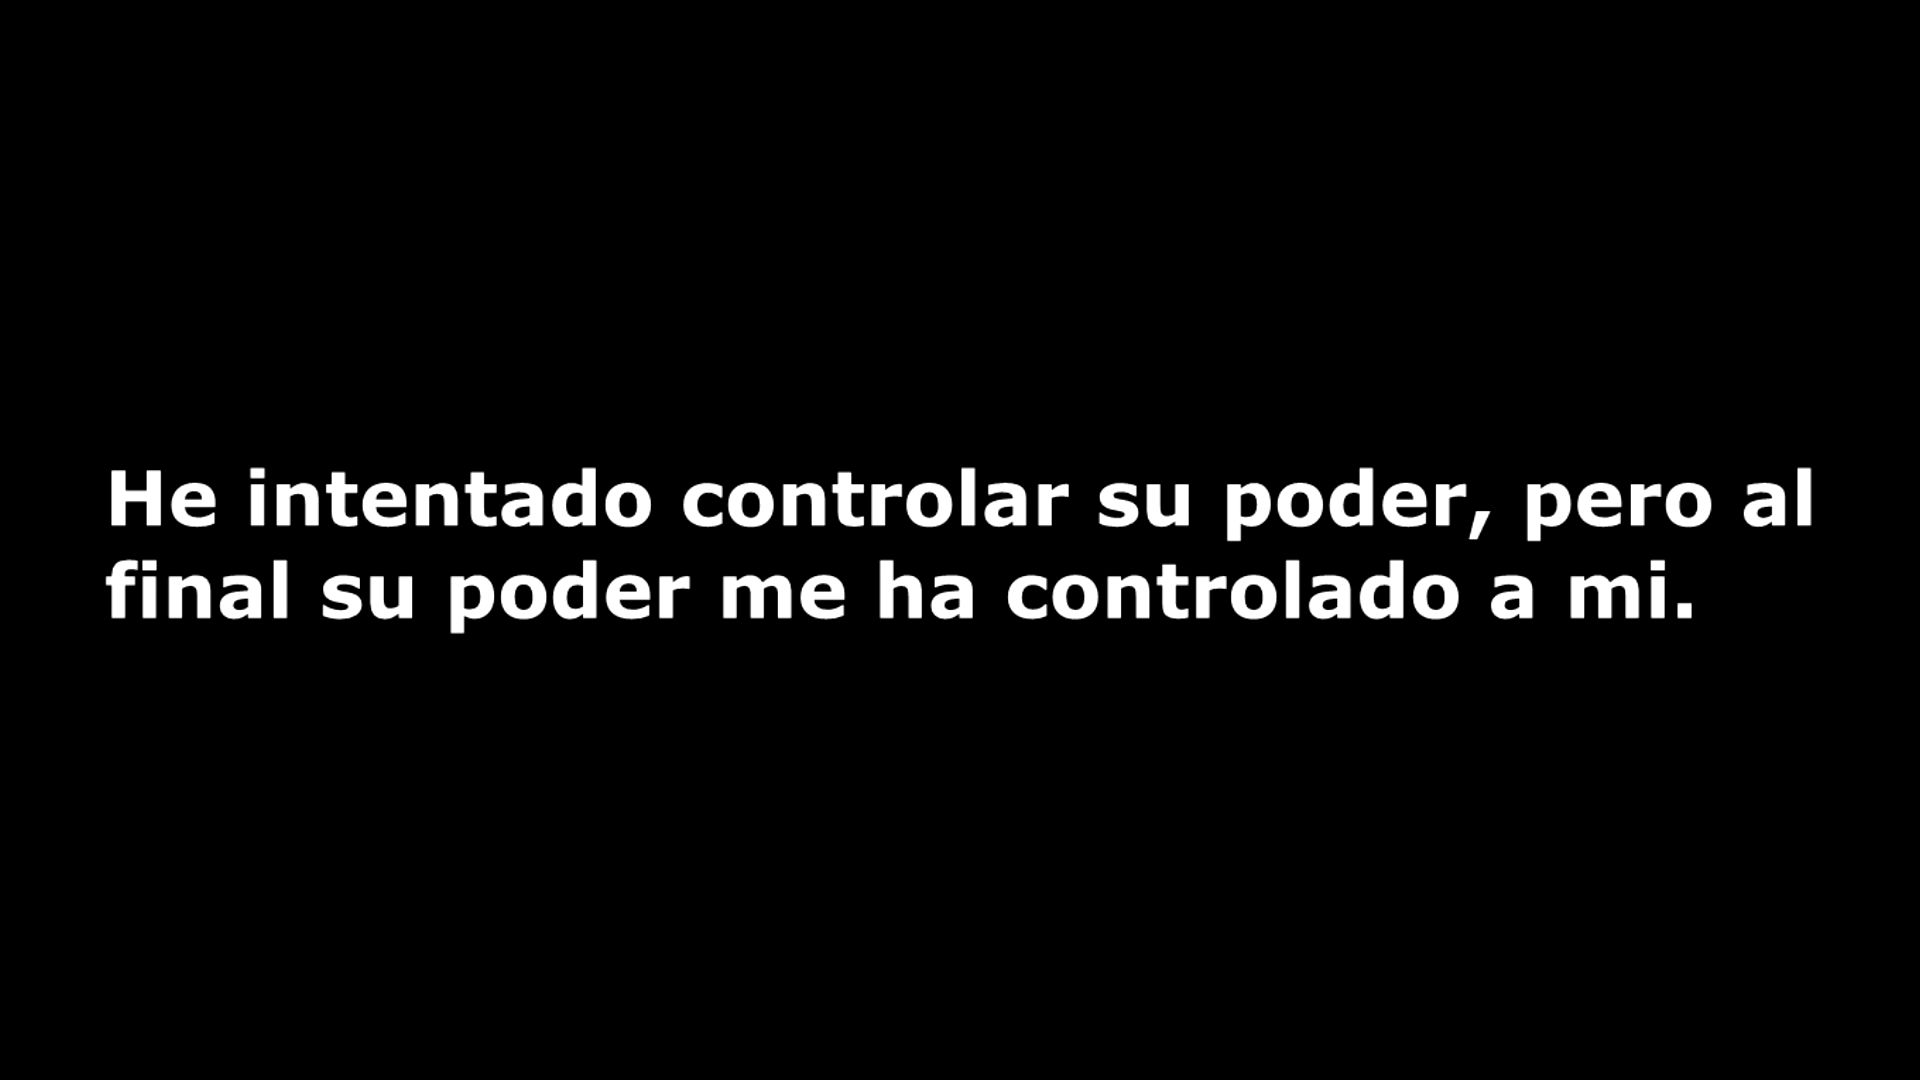 He intentado controlar su poder, pero al
final su poder me ha controlado a mi.